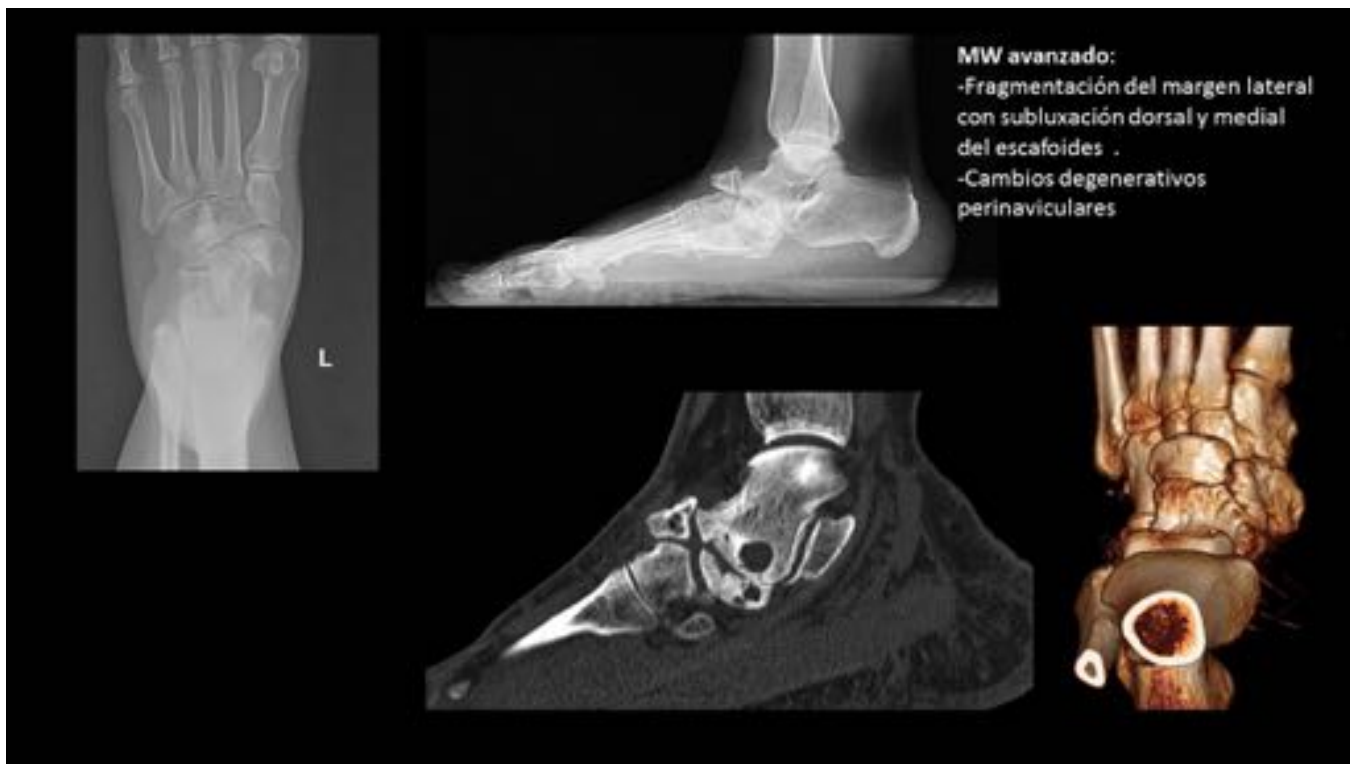 MW avanzado:
-Fragmentación del margen lateral
con subluxación dorsal y medial
del escafoides .
-Cambios degenerativos
perinaviculares
L